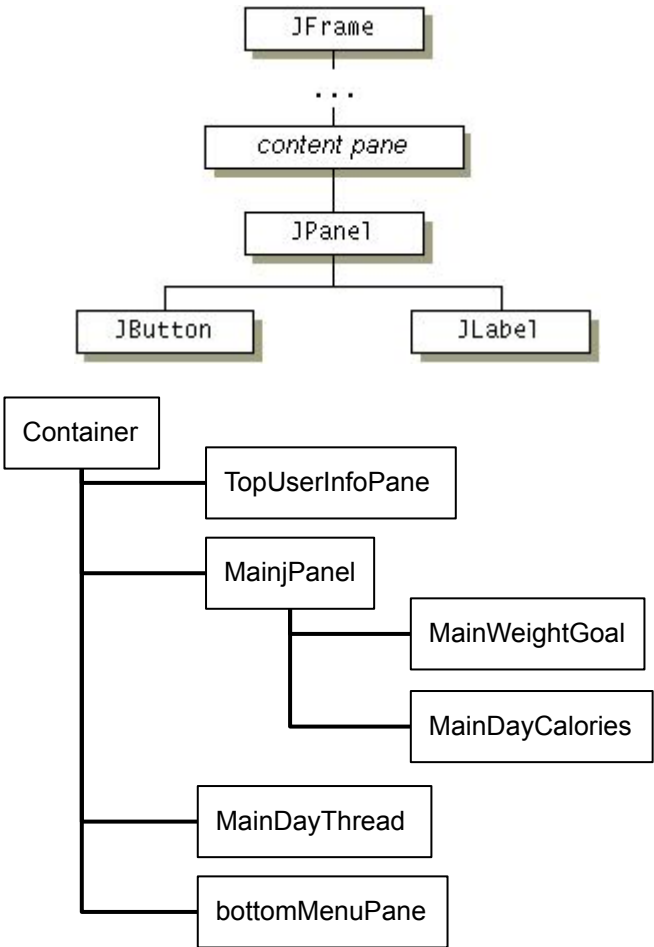 JFrame
...
content pane
JPanel
JButton
JLabel
Container
TopUserInfoPane
MainjPanel
MainWeightGoal
MainDayCalories
MainDayThread
bottomMenuPane